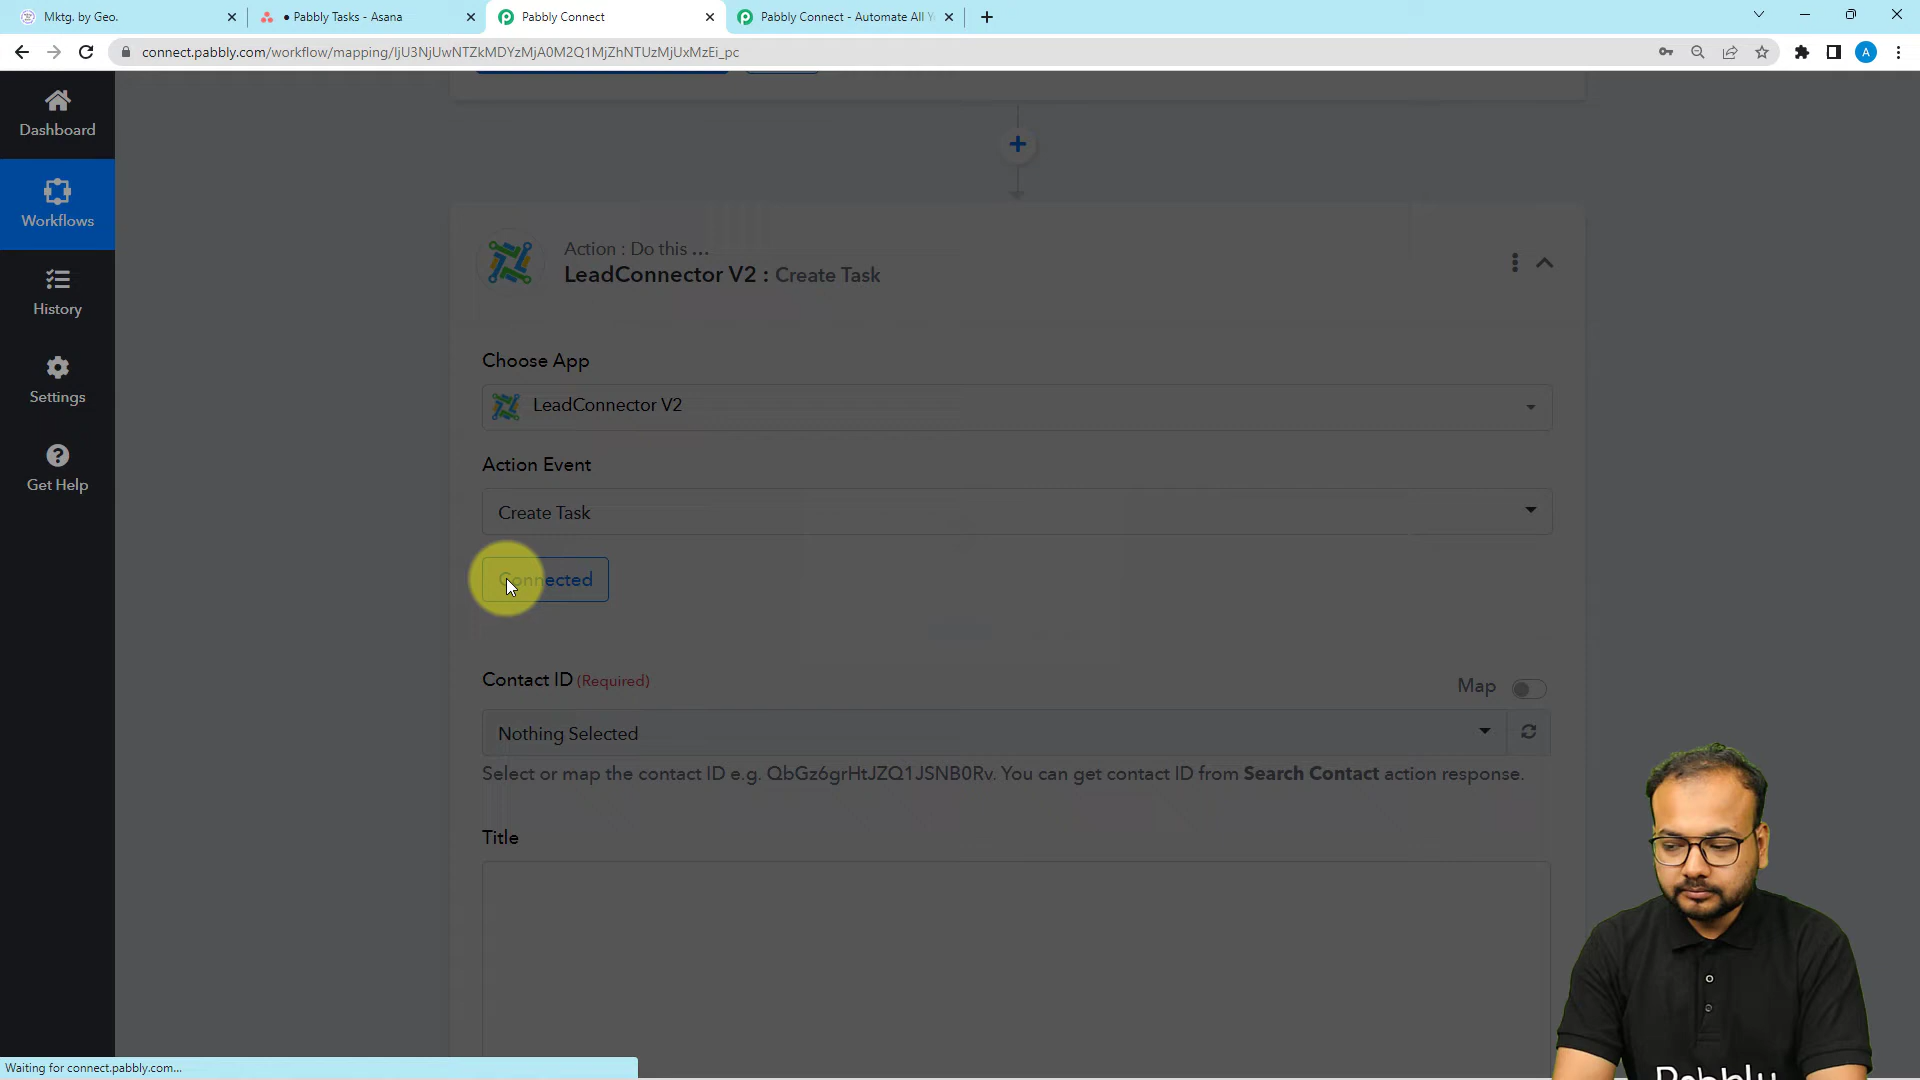 Mktg. by Geo.
• Pabbly Tasks - Asana
Pabbly Connect
Pabbly Connect - Automate All Y
connect.pabbly.com/workflow/mapping/IjU3NjUwNTZkMDYzMjA0M2Q1MjZhNTUzMjUxMzEi_pc
A
Dashboard
Workflows
History
Settings
Get Help
Action : Do this ...
LeadConnector V2 : Create Task
Choose App
LeadConnector V2
Action Event
Create Task
Connected
Contact ID (Required)
Map
Nothing Selected
Select or map the contact ID e.g. QbGz6grHtJZQ1JSNB0Rv. You can get contact ID from Search Contact action response.
Title
Waiting for connect.pabbly.com...
Pabbly